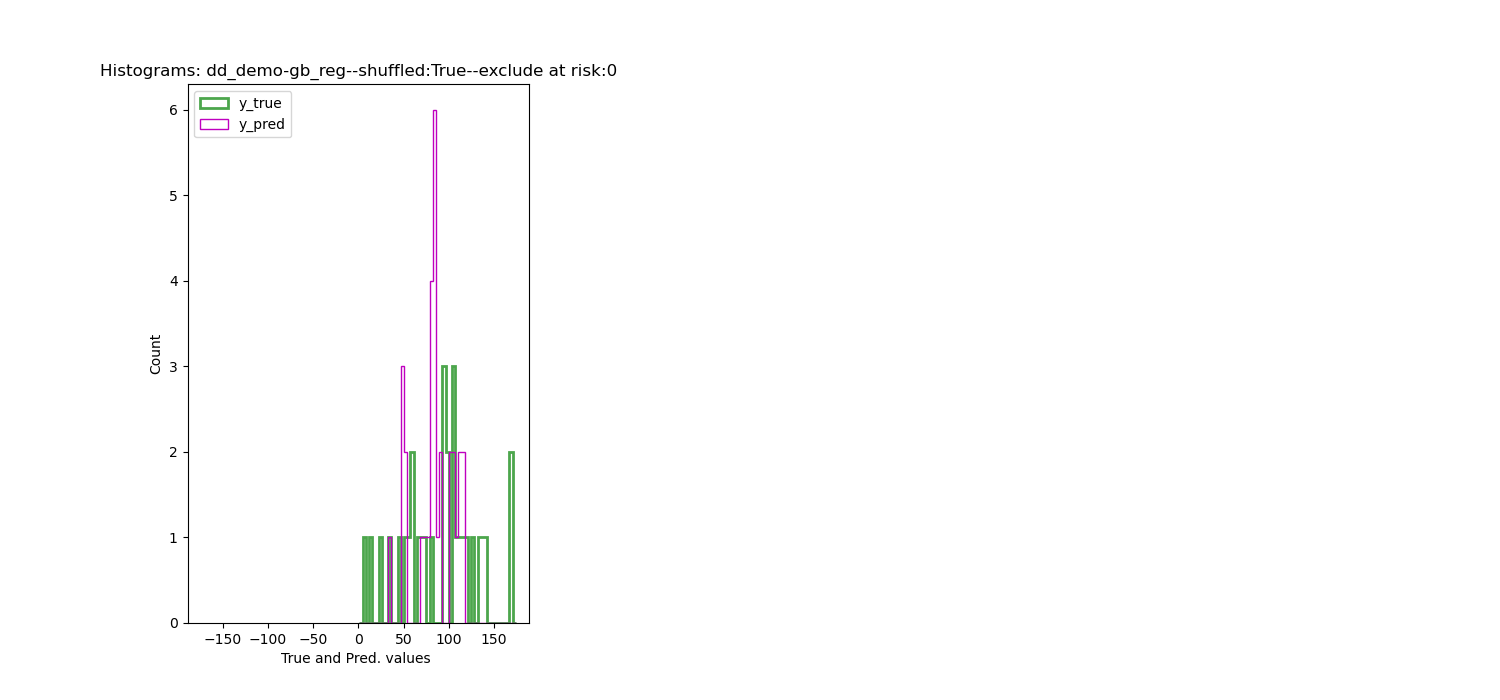 Histograms: dd_demo-gb_reg--shuffled:True--exclude at risk:0
y_true
y_pred
6
5
4
3
2
1
0
Count
−150 −100 −50 0 50 100 150
True and Pred. values